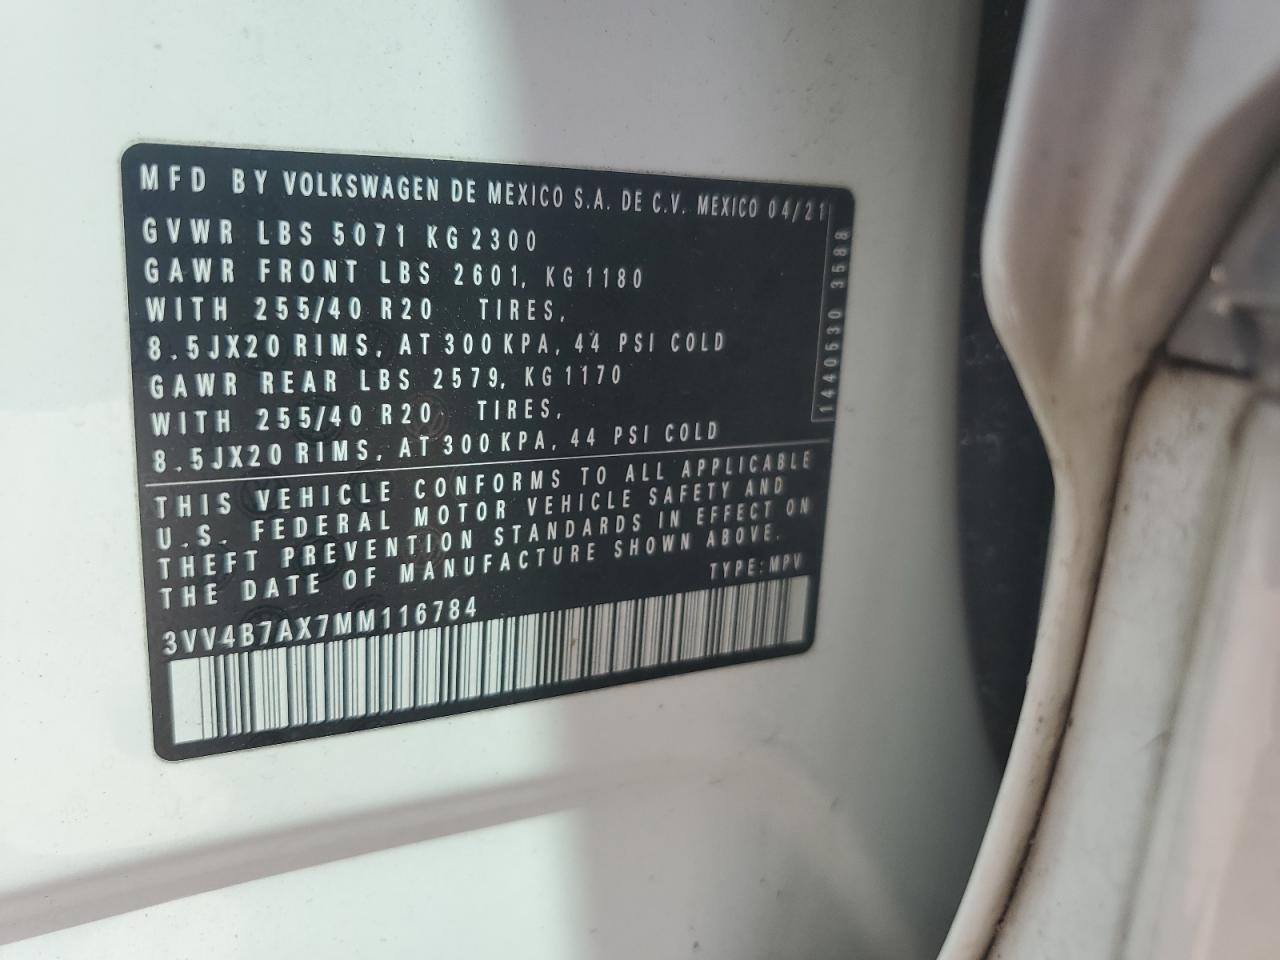 MFD BY VOLKSWAGEN DE MEXICO S.A. DE C.V. MEXICO 04/21
GVWR LBS 5071 KG 2300
GAWR FRONT LBS 2601, KG 1180
WITH 255/40 R20 TIRES,
8.5JX20 RIMS, AT 300 KPA, 44 PSI COLD
GAWR REAR LBS 2579, KG 1170
WITH 255/40 R20 TIRES,
8.5JX20 RIMS, AT 300 KPA, 44 PSI COLD
1440630 3588
THIS VEHICLE CONFORMS TO ALL APPLICABLE
U.S. FEDERAL MOTOR VEHICLE SAFETY AND
THEFT PREVENTION STANDARDS IN EFFECT ON
THE DATE OF MANUFACTURE SHOWN ABOVE.
TYPE: MPV
3VV4B7AX7MM116784